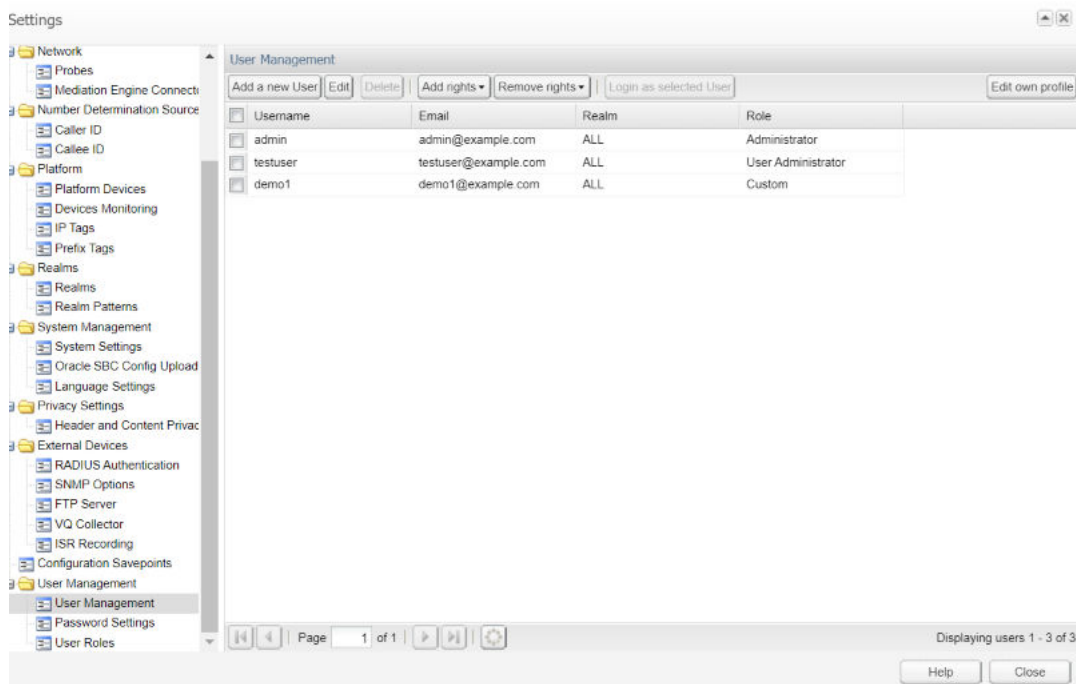 Settings
Network
Probes
Mediation Engine Connect
Number Determination Source
Caller ID
Callee ID
Platform
Platform Devices
Devices Monitoring
IP Tags
Prefix Tags
Realms
Realms
Realm Patterns
System Management
System Settings
Oracle SBC Config Upload
Language Settings
Privacy Settings
Header and Content Privac
External Devices
RADIUS Authentication
SNMP Options
FTP Server
VQ Collector
ISR Recording
Configuration Savepoints
User Management
User Management
Password Settings
User Roles
User Management
Add a new User Edit Delete Add rights Remove rights Login as selected User Edit own profile
Username Email Realm Role
admin admin@example.com ALL Administrator
testuser testuser@example.com ALL User Administrator
demo1 demo1@example.com ALL Custom
Page 1 of 1 Displaying users 1 - 3 of 3
Help Close